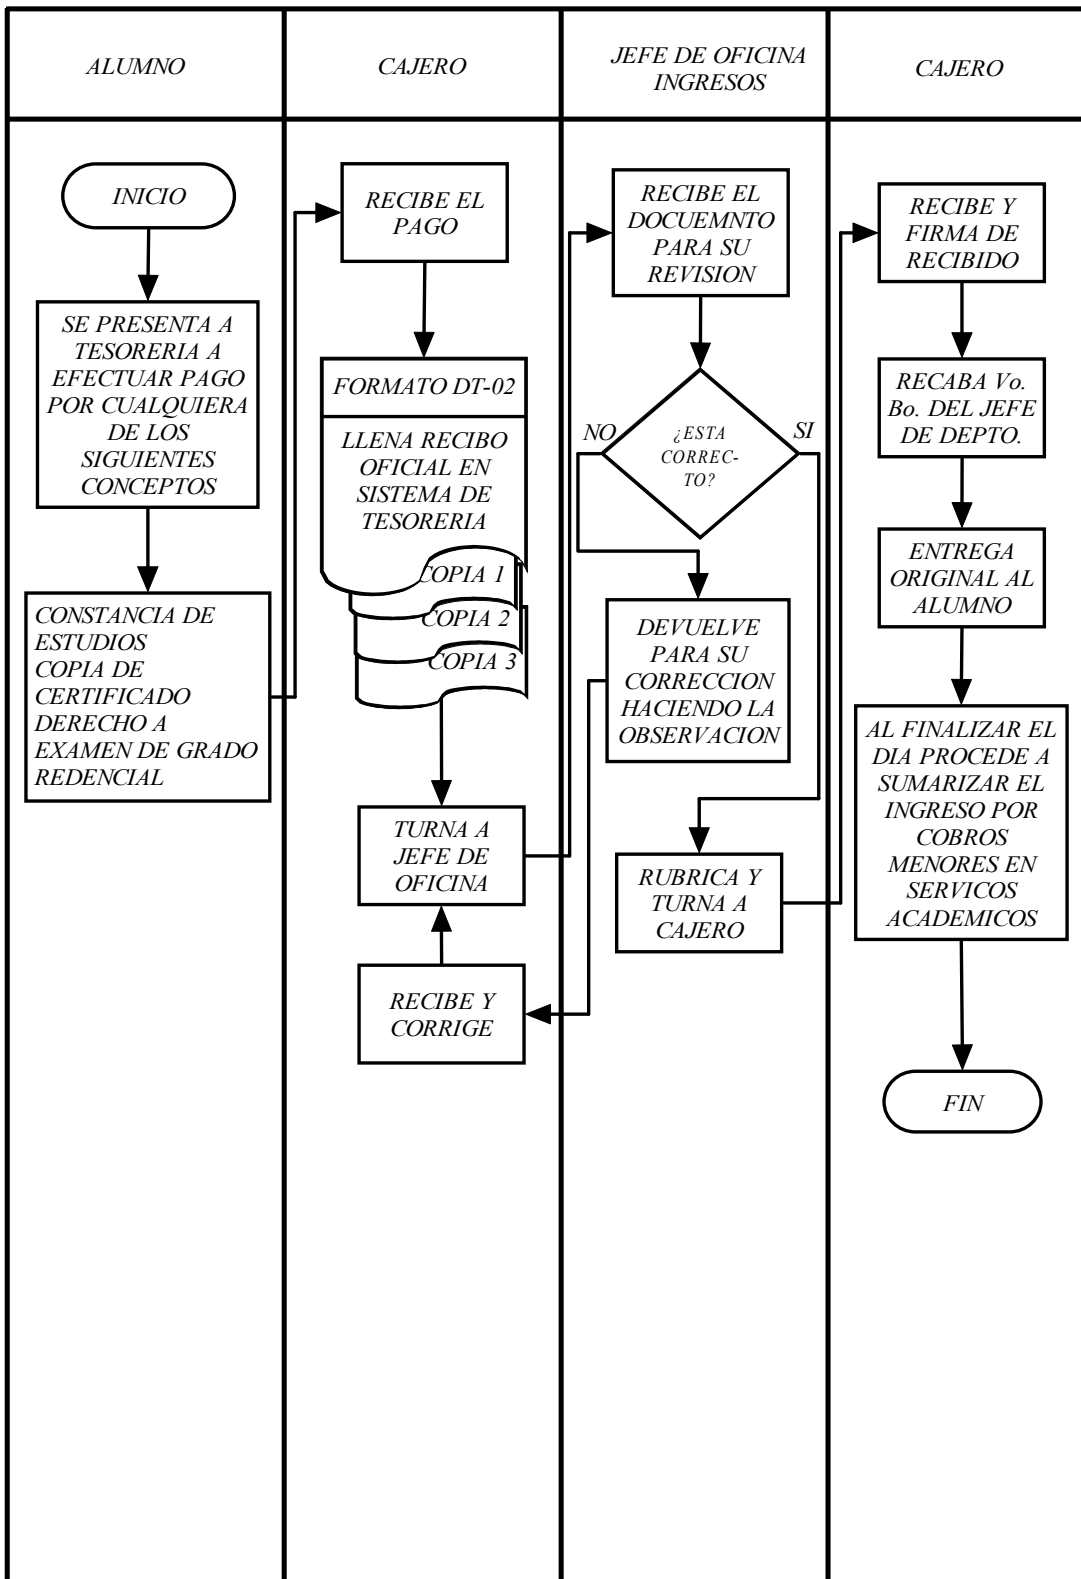 ALUMNO
CAJERO
JEFE DE OFICINA
INGRESOS
CAJERO
INICIO
SE PRESENTA A
TESORERIA A
EFECTUAR PAGO
POR CUALQUIERA
DE LOS
SIGUIENTES
CONCEPTOS
CONSTANCIA DE
ESTUDIOS
COPIA DE
CERTIFICADO
DERECHO A
EXAMEN DE GRADO
REDENCIAL
RECIBE EL
PAGO
FORMATO DT-02
LLENA RECIBO
OFICIAL EN
SISTEMA DE
TESORERIA
COPIA 1
COPIA 2
COPIA 3
TURNA A
JEFE DE
OFICINA
RECIBE Y
CORRIGE
RECIBE EL
DOCUEMNTO
PARA SU
REVISION
NO
¿ESTA
CORREC-
TO?
SI
DEVUELVE
PARA SU
CORRECCION
HACIENDO LA
OBSERVACION
RUBRICA Y
TURNA A
CAJERO
RECIBE Y
FIRMA DE
RECIBIDO
RECABA Vo.
Bo. DEL JEFE
DE DEPTO.
ENTREGA
ORIGINAL AL
ALUMNO
AL FINALIZAR EL
DIA PROCEDE A
SUMARIZAR EL
INGRESO POR
COBROS
MENORES EN
SERVICOS
ACADEMICOS
FIN